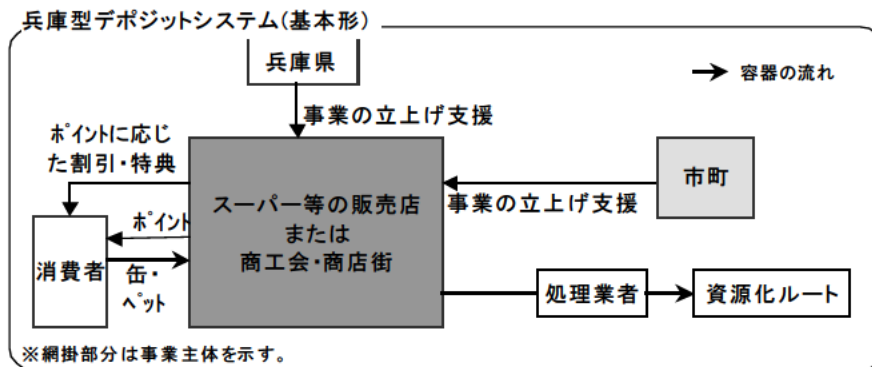 兵庫型デポジットシステム(基本形)
兵庫県
容器の流れ
事業の立上げ支援
ポイントに応じ
た割引・特典
市町
スーパー等の販売店
または
商工会・商店街
事業の立上げ支援
ポイント
消費者
缶・
ペット
処理業者
資源化ルート
※網掛部分は事業主体を示す。